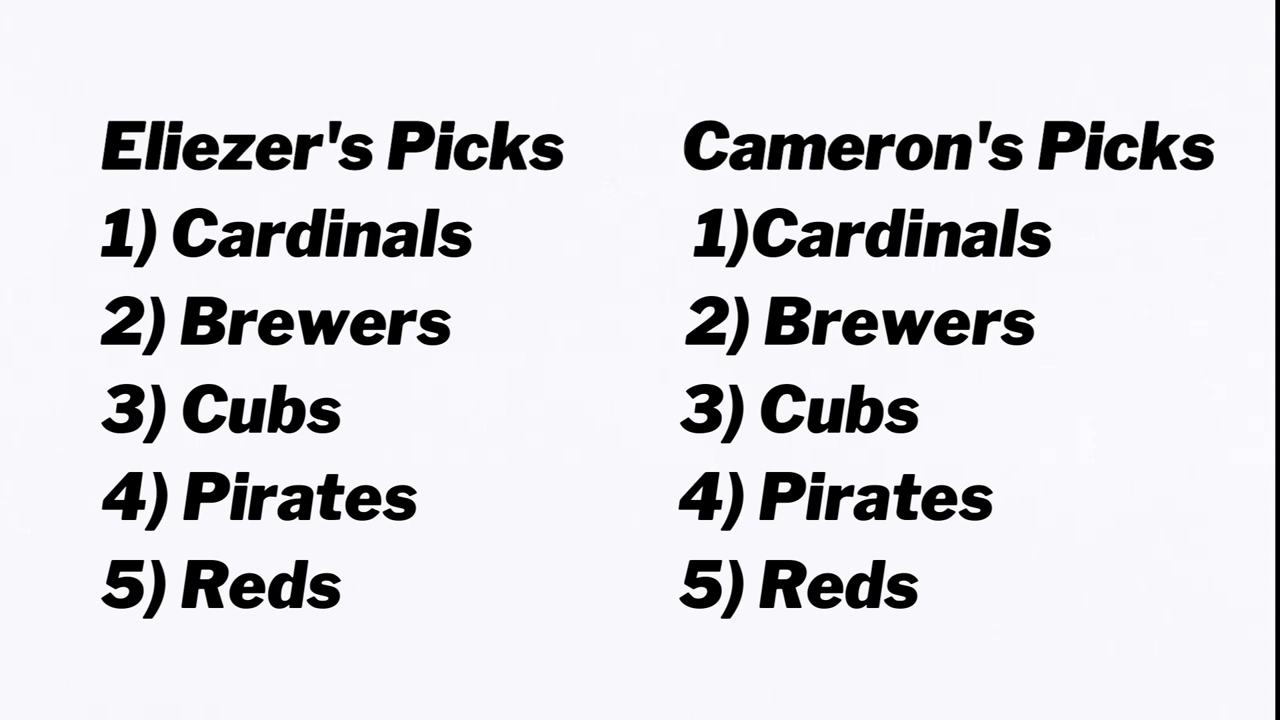 Eliezer's Picks
1) Cardinals
2) Brewers
3) Cubs
4) Pirates
5) Reds
Cameron's Picks
1)Cardinals
2) Brewers
3) Cubs
4) Pirates
5) Reds